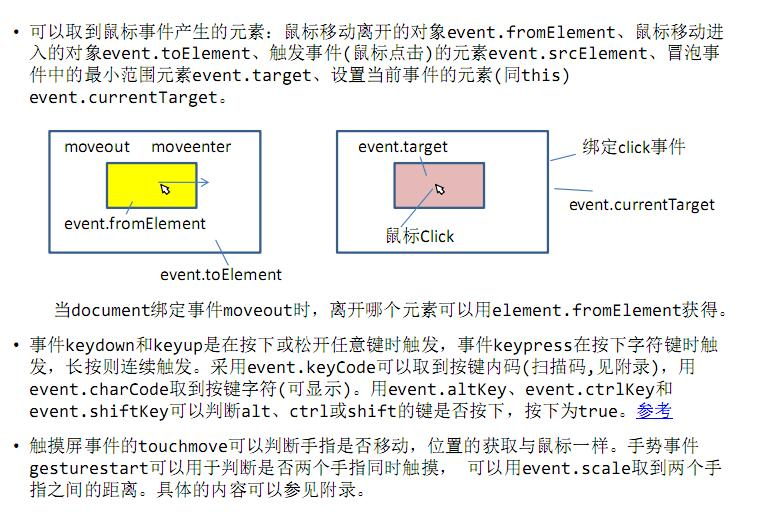 • 可以取到鼠标事件产生的元素：鼠标移动离开的对象event.fromElement、鼠标移动进
入的对象event.toElement、触发事件(鼠标点击)的元素event.srcElement、冒泡事
件中的最小范围元素event.target、设置当前事件的元素(同this)
event.currentTarget。
moveout moveenter
event.fromElement
event.toElement
event.target
鼠标Click
绑定click事件
event.currentTarget
当document绑定事件moveout时，离开哪个元素可以用element.fromElement获得。
• 事件keydown和keyup是在按下或松开任意键时触发，事件keypress在按下字符键时触
发，长按则连续触发。采用event.keyCode可以取到按键内码(扫描码,见附录)，用
event.charCode取到按键字符(可显示)。用event.altKey、event.ctrlKey和
event.shiftKey可以判断alt、ctrl或shift的键是否按下，按下为true。参考
• 触摸屏事件的touchmove可以判断手指是否移动，位置的获取与鼠标一样。手势事件
gesturestart可以用于判断是否两个手指同时触摸， 可以用event.scale取到两个手
指之间的距离。具体的内容可以参见附录。